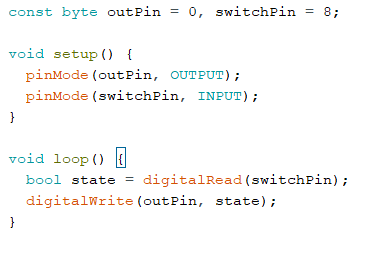 const byte outPin = 0, switchPin = 8;
void setup() {
  pinMode(outPin, OUTPUT);
  pinMode(switchPin, INPUT);
}
void loop() {
  bool state = digitalRead(switchPin);
  digitalWrite(outPin, state);
}